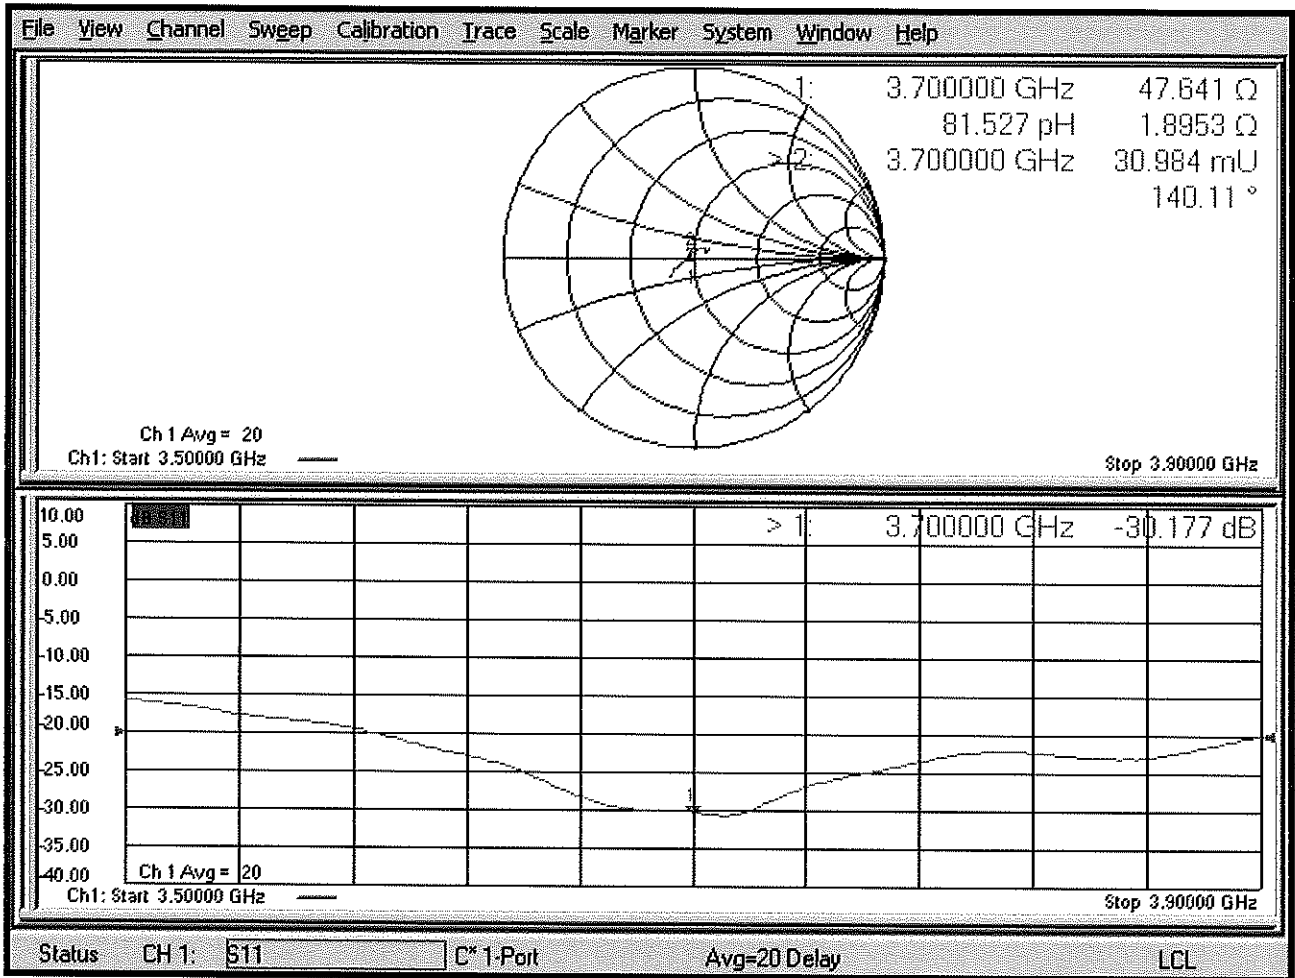 File View Channel Sweep Calibration Trace Scale Marker System Window Help
1: 3.700000 GHz 47.641 Ω
81.527 pH 1.8953 Ω
> 2: 3.700000 GHz 30.984 mU
140.11 °
Ch 1 Avg = 20
Ch1: Start 3.50000 GHz
Stop 3.90000 GHz
10.00
> 1: 3.700000 GHz -30.177 dB
5.00
0.00
-5.00
-10.00
-15.00
-20.00
-25.00
-30.00
1
-35.00
-40.00
Ch 1 Avg = 20
Ch1: Start 3.50000 GHz
Stop 3.90000 GHz
Status CH 1: S11 C* 1-Port Avg=20 Delay LCL